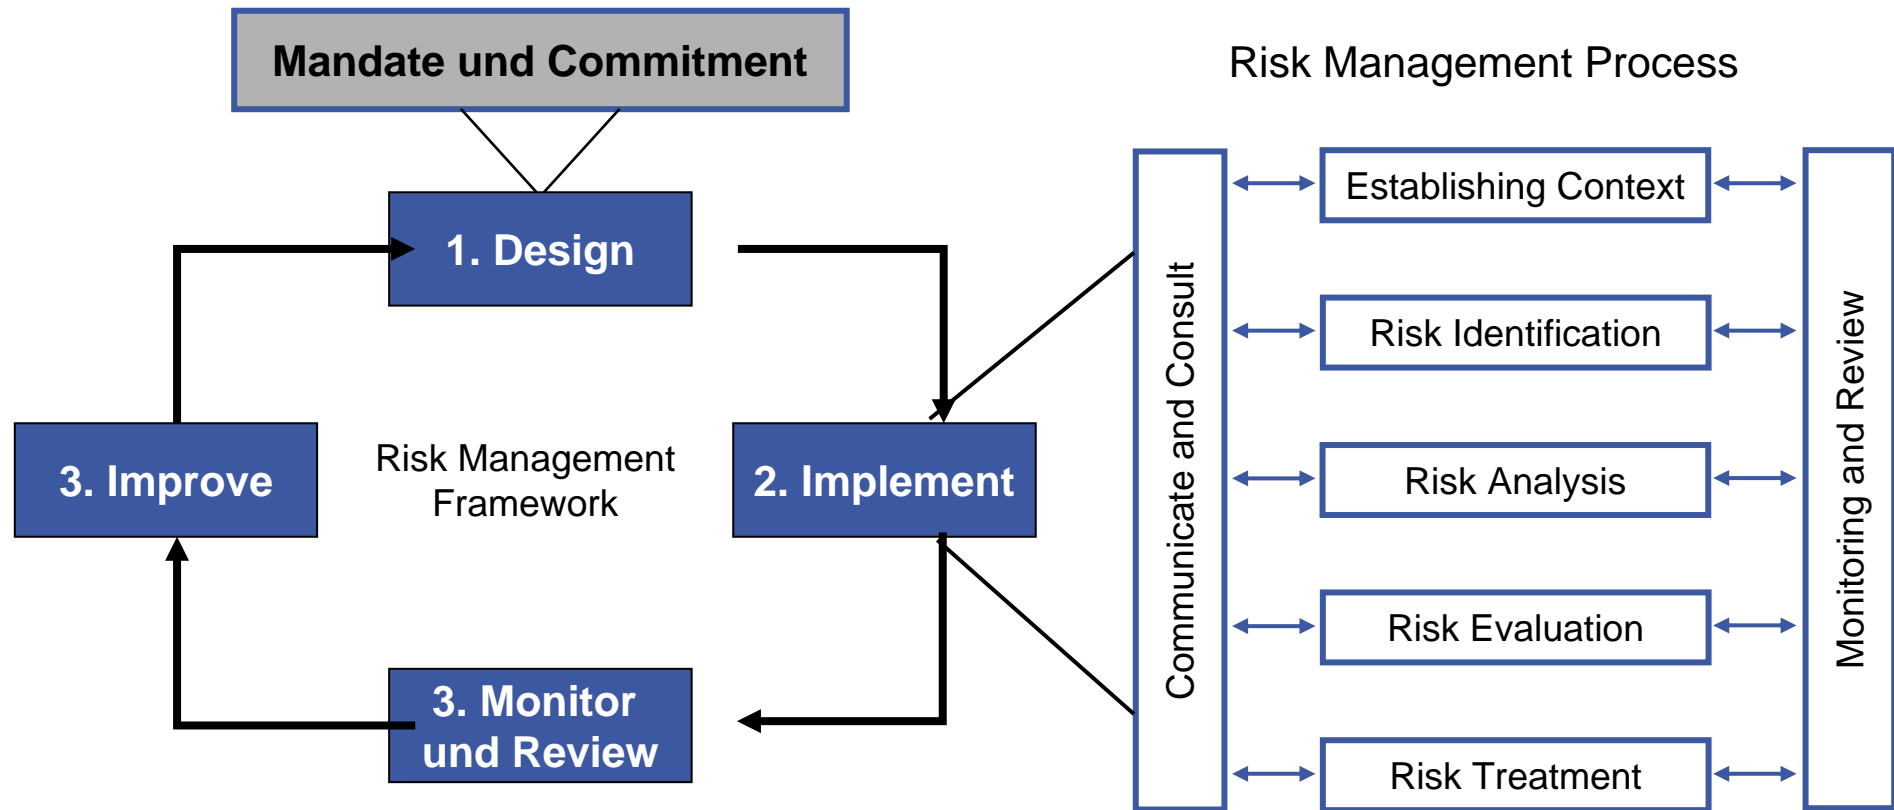 Mandate und Commitment
Risk Management Process
1. Design
2. Implement
3. Monitor
und Review
3. Improve
Risk Management
Framework
Communicate and Consult
Establishing Context
Risk Identification
Risk Analysis
Risk Evaluation
Risk Treatment
Monitoring and Review